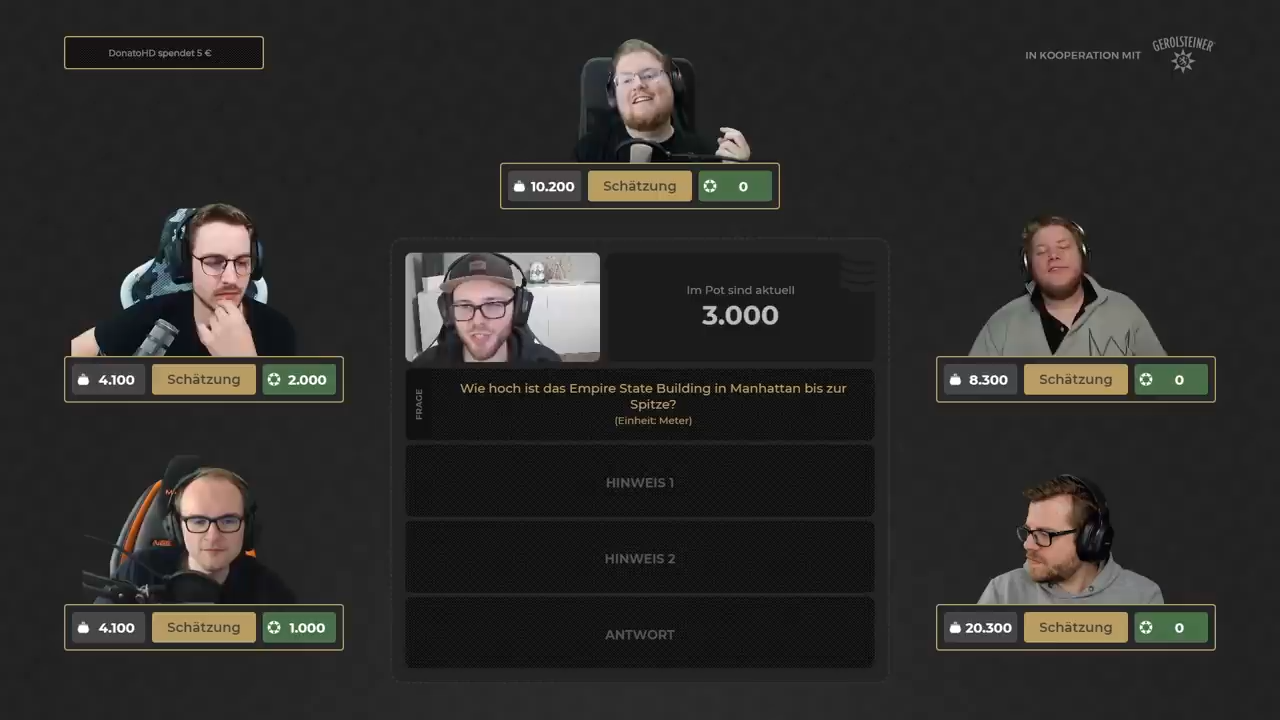 DonatoHD spendet 5 €
IN KOOPERATION MIT
GEROLSTEINER
10.200 Schätzung 0
4.100 Schätzung 2.000
8.300 Schätzung 0
Im Pot sind aktuell
3.000
FRAGE
Wie hoch ist das Empire State Building in Manhattan bis zur
Spitze?
(Einheit: Meter)
HINWEIS 1
HINWEIS 2
ANTWORT
4.100 Schätzung 1.000
20.300 Schätzung 0